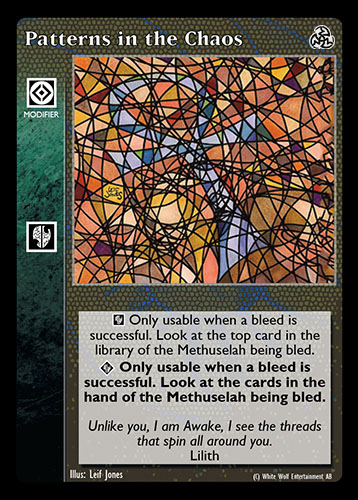 Patterns in the Chaos
MODIFIER
Only usable when a bleed is
successful. Look at the top card in the
library of the Methuselah being bled.
Only usable when a bleed is
successful. Look at the cards in the
hand of the Methuselah being bled.
Unlike you, I am Awake, I see the threads
that spin all around you.
Lilith
Illus: Leif Jones
(C) White Wolf Entertainment AB